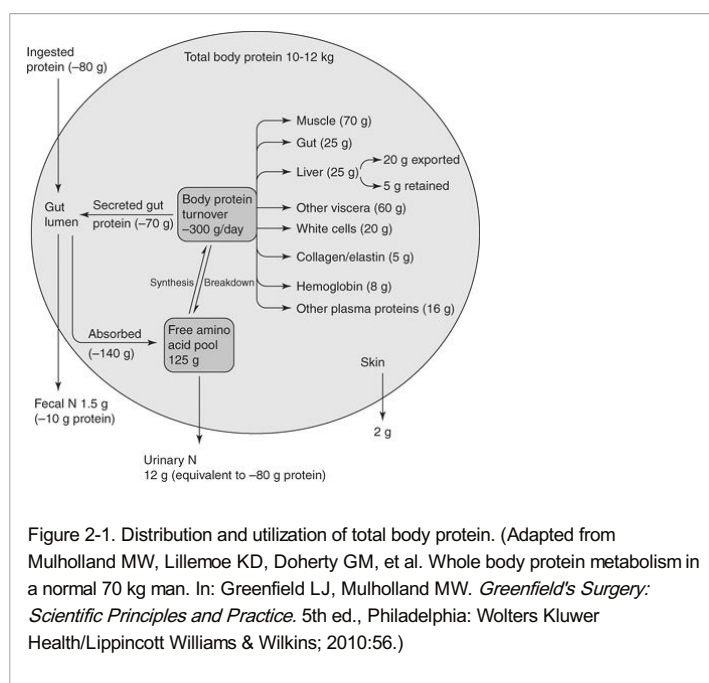 Ingested
protein (–80 g)
Total body protein 10-12 kg
Muscle (70 g)
Gut (25 g)
Liver (25 g)
20 g exported
5 g retained
Gut
lumen
Secreted gut
protein (–70 g)
Body protein
turnover
–300 g/day
Other viscera (60 g)
White cells (20 g)
Collagen/elastin (5 g)
Hemoglobin (8 g)
Other plasma proteins (16 g)
Synthesis
Breakdown
Absorbed
(–140 g)
Free amino
acid pool
125 g
Skin
2 g
Fecal N 1.5 g
(–10 g protein)
Urinary N
12 g (equivalent to –80 g protein)
Figure 2-1. Distribution and utilization of total body protein. (Adapted from
Mulholland MW, Lillemoe KD, Doherty GM, et al. Whole body protein metabolism in
a normal 70 kg man. In: Greenfield LJ, Mulholland MW. Greenfield's Surgery:
Scientific Principles and Practice. 5th ed., Philadelphia: Wolters Kluwer
Health/Lippincott Williams & Wilkins; 2010:56.)